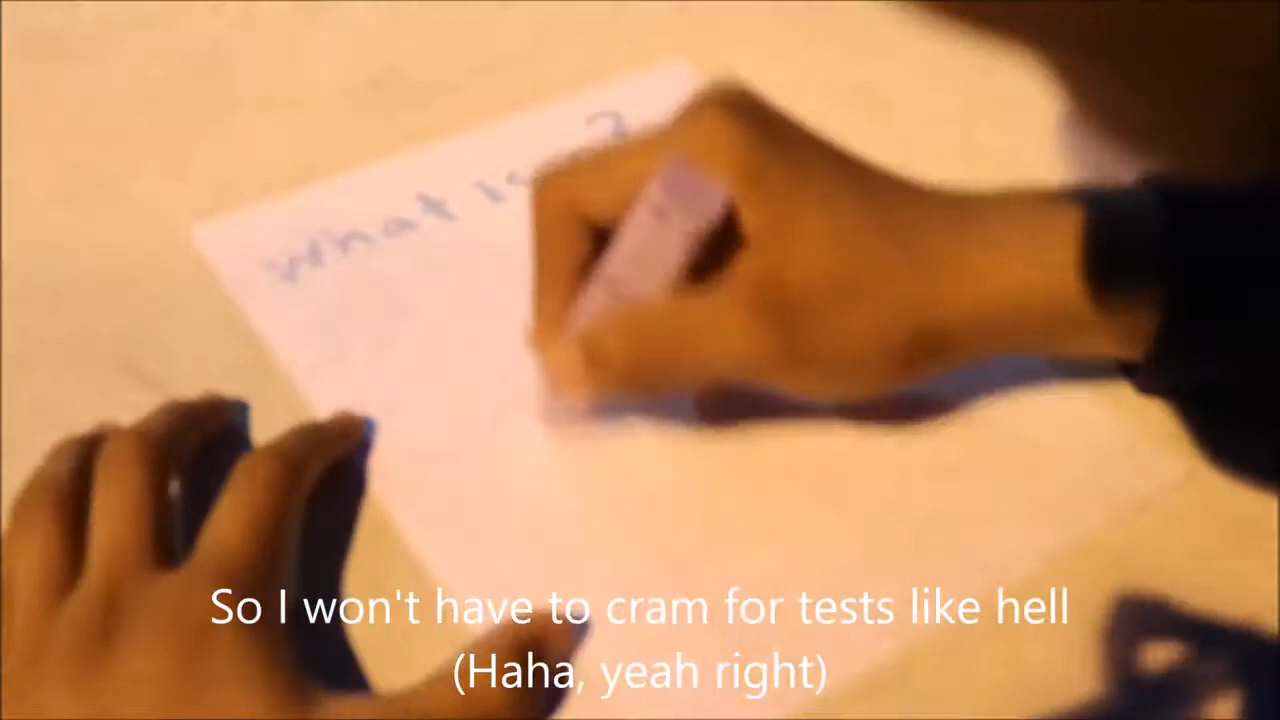 What is a?
So I won't have to cram for tests like hell
(Haha, yeah right)